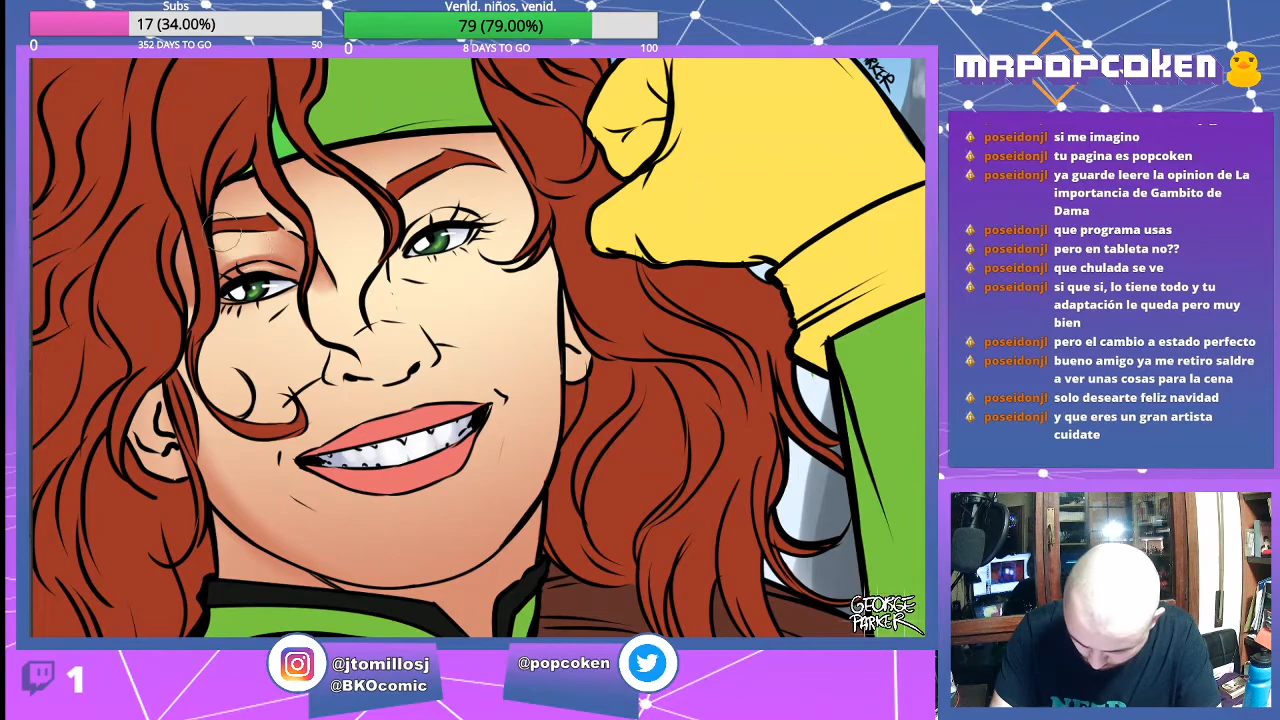 Subs
Venid, niños, venid.
17 (34.00%)
79 (79.00%)
0
352 DAYS TO GO
50
0
8 DAYS TO GO
100
MRPOPCOKEN
poseidonjl si me imagino
poseidonjl tu pagina es popcoken
poseidonjl ya guarde leere la opinion de La
importancia de Gambito de
Dama
poseidonjl que programa usas
poseidonjl pero en tableta no??
poseidonjl que chulada se ve
poseidonjl si que si, lo tiene todo y tu
adaptación le queda pero muy
bien
poseidonjl pero el cambio a estado perfecto
poseidonjl bueno amigo ya me retiro saldre
a ver unas cosas para la cena
poseidonjl solo desearte feliz navidad
poseidonjl y que eres un gran artista
cuidate
GEORGE
PARKER
@jtomillosj
@BKOcomic
@popcoken
1